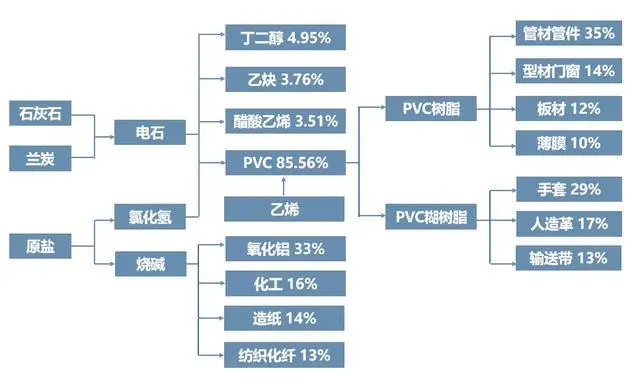 石灰石
兰炭
原盐
电石
氯化氢
烧碱
丁二醇 4.95%
乙炔 3.76%
醋酸乙烯 3.51%
PVC 85.56%
乙烯
氧化铝 33%
化工 16%
造纸 14%
纺织化纤 13%
PVC树脂
PVC糊树脂
管材管件 35%
型材门窗 14%
板材 12%
薄膜 10%
手套 29%
人造革 17%
输送带 13%